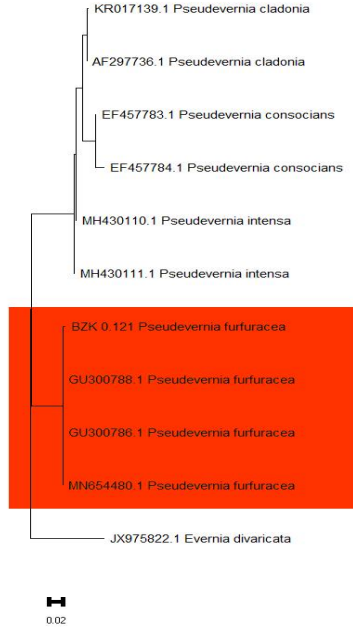 KR017139.1 Pseudevernia cladonia
AF297736.1 Pseudevernia cladonia
EF457783.1 Pseudevernia consocians
EF457784.1 Pseudevernia consocians
MH430110.1 Pseudevernia intensa
MH430111.1 Pseudevernia intensa
BZK 0.121 Pseudevernia furfuracea
GU300788.1 Pseudevernia furfuracea
GU300786.1 Pseudevernia furfuracea
MN654480.1 Pseudevernia furfuracea
JX975822.1 Evernia divaricata
0.02